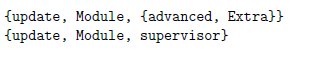 {update, Module, {advanced, Extra}}
{update, Module, supervisor}